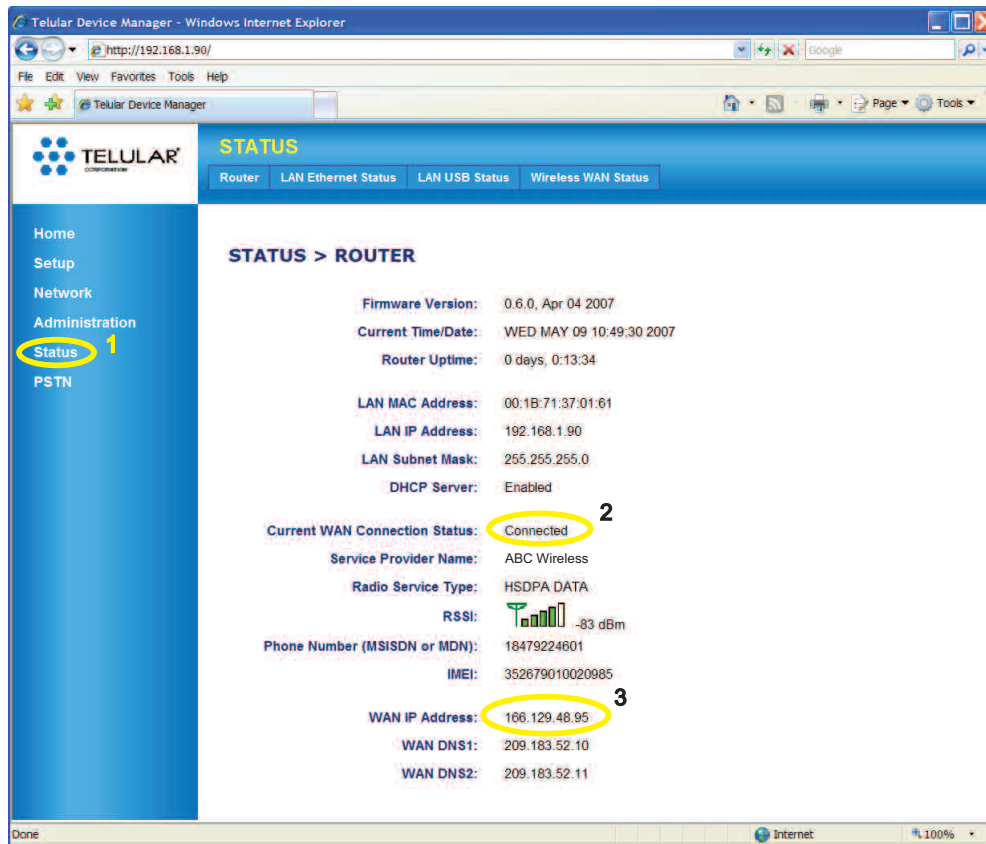 Telular Device Manager - Windows Internet Explorer
http://192.168.1.90/
Google
File Edit View Favorites Tools Help
Telular Device Manager
Page Tools
TELULAR
CORPORATION
STATUS
Router LAN Ethernet Status LAN USB Status Wireless WAN Status
Home
Setup
Network
Administration
Status 1
PSTN
STATUS > ROUTER
Firmware Version: 0.6.0, Apr 04 2007
Current Time/Date: WED MAY 09 10:49:30 2007
Router Uptime: 0 days, 0:13:34
LAN MAC Address: 00:1B:71:37:01:61
LAN IP Address: 192.168.1.90
LAN Subnet Mask: 255.255.255.0
DHCP Server: Enabled
Current WAN Connection Status: Connected 2
Service Provider Name: ABC Wireless
Radio Service Type: HSDPA DATA
RSSI: -83 dBm
Phone Number (MSISDN or MDN): 18479224601
IMEI: 352679010020985
WAN IP Address: 166.129.48.95 3
WAN DNS1: 209.183.52.10
WAN DNS2: 209.183.52.11
Done Internet 100%